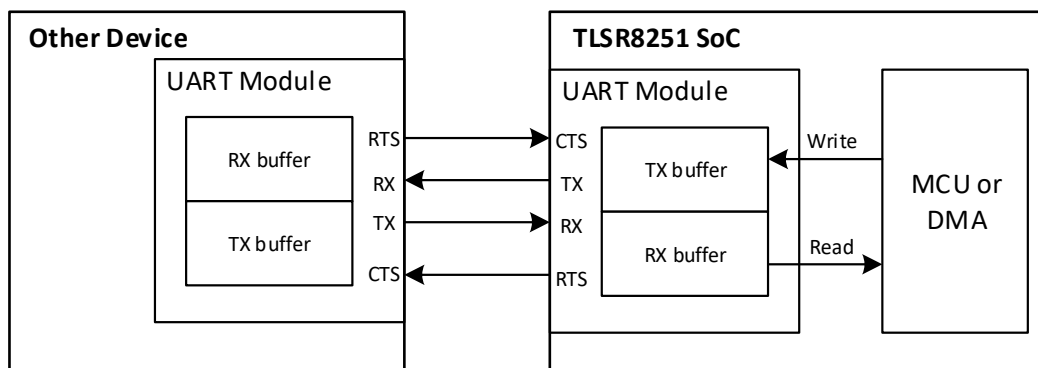 Other Device
UART Module
RX buffer
TX buffer
RTS
RX
TX
CTS
TLSR8251 SoC
UART Module
CTS
TX
RX
RTS
TX buffer
RX buffer
Write
Read
MCU or
DMA